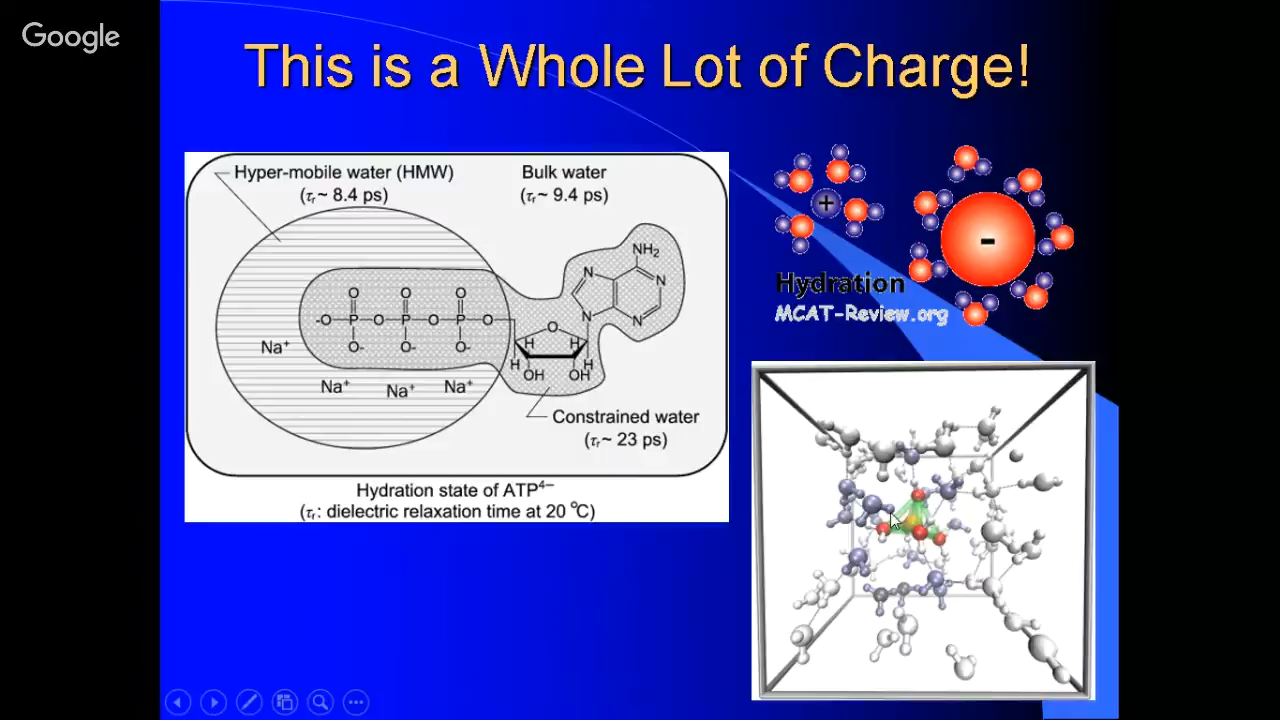 Google
This is a Whole Lot of Charge!
Hyper-mobile water (HMW)
(τr~ 8.4 ps)
Bulk water
(τr~ 9.4 ps)
NH₂
N
N
N
N
O O O
-O P O P O P O
O- O- O-
O
H H
H H
OH OH
Na⁺
Na⁺ Na⁺ Na⁺
Constrained water
(τr~ 23 ps)
Hydration state of ATP⁴⁻
(τr: dielectric relaxation time at 20 ℃)
+
-
Hydration
MCAT-Review.org